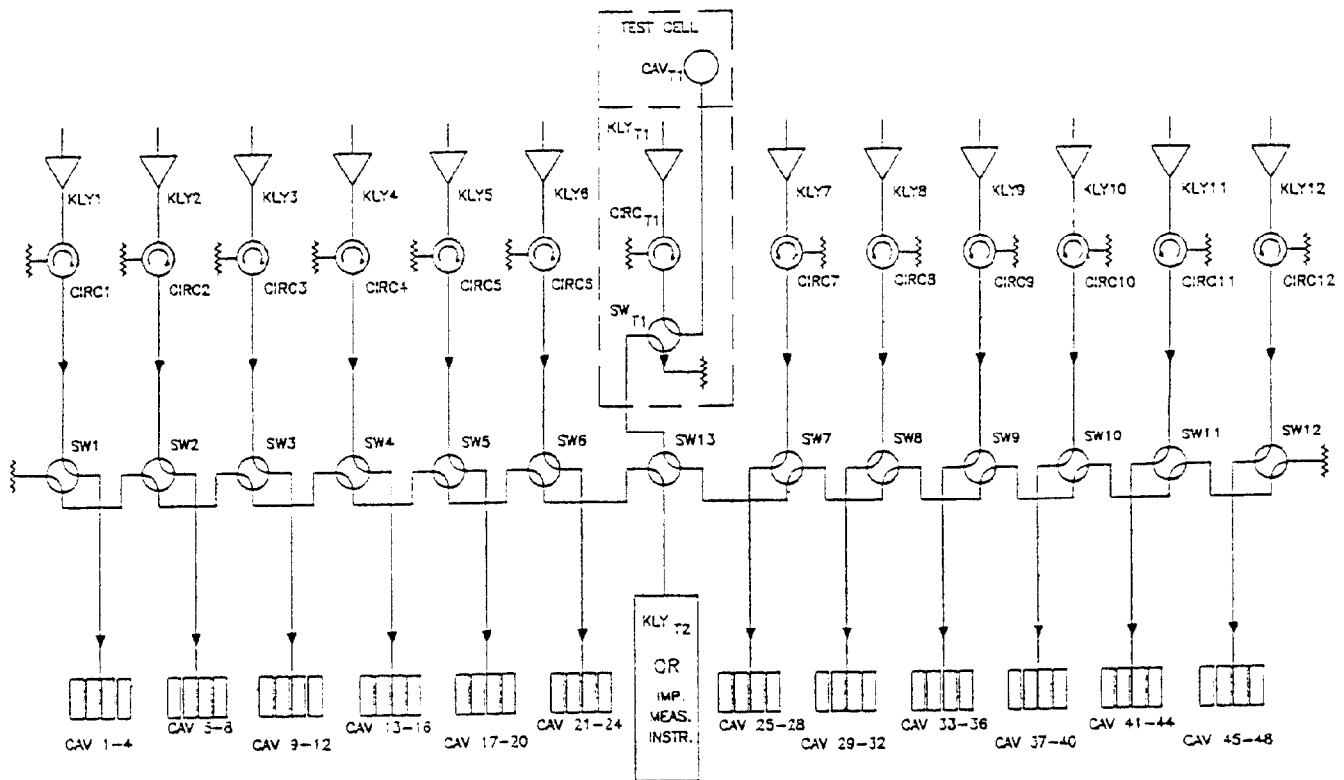 TEST CELL
CAV T1
KLY T1
KLY1
KLY2
KLY3
KLY4
KLY5
KLY6
KLY7
KLY8
KLY9
KLY10
KLY11
KLY12
CIRC T1
CIRC1
CIRC2
CIRC3
CIRC4
CIRC5
CIRC6
CIRC7
CIRC8
CIRC9
CIRC10
CIRC11
CIRC12
SW T1
SW1
SW2
SW3
SW4
SW5
SW6
SW13
SW7
SW8
SW9
SW10
SW11
SW12
KLY T2
OR
IMP.
MEAS.
INSTR.
CAV 1-4
CAV 5-8
CAV 9-12
CAV 13-16
CAV 17-20
CAV 21-24
CAV 25-28
CAV 29-32
CAV 33-36
CAV 37-40
CAV 41-44
CAV 45-48